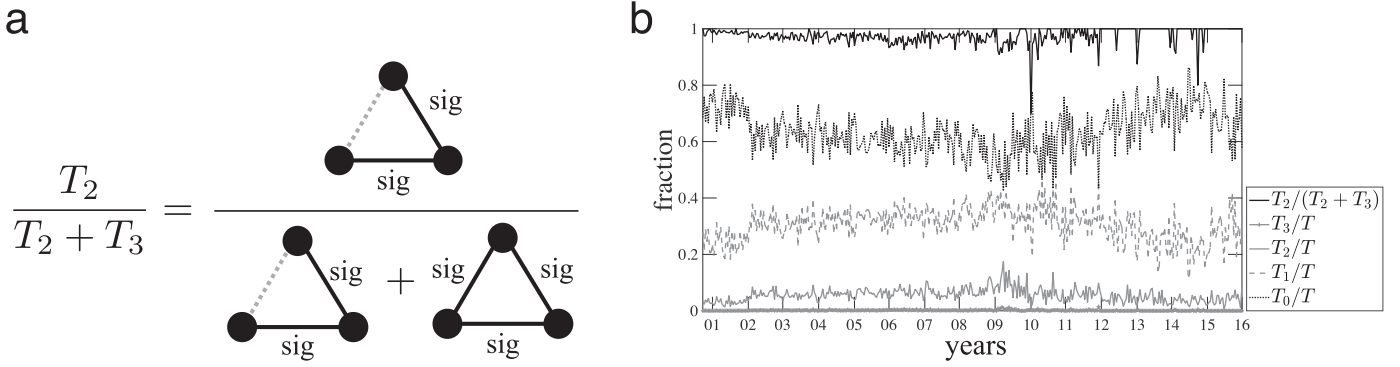 a
T₂
T₂ + T₃
=
sig
sig
sig
sig
+
sig
sig
sig
b
fraction
1
0.8
0.6
0.4
0.2
0
01 02 03 04 05 06 07 08 09 10 11 12 13 14 15 16
years
T₂/(T₂ + T₃)
T₃/T
T₂/T
T₁/T
T₀/T